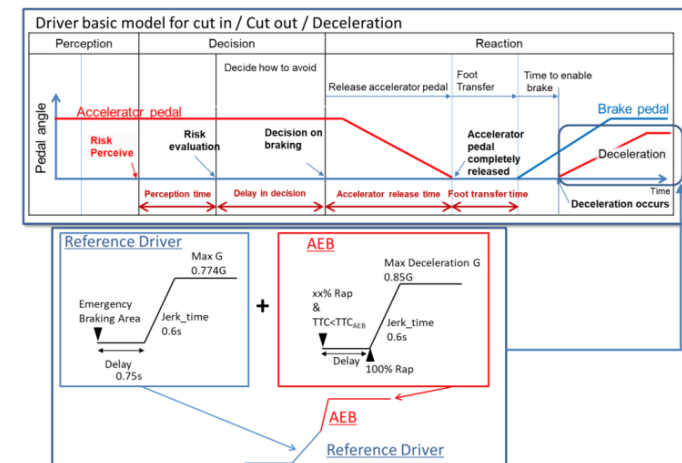 Driver basic model for cut in / Cut out / Deceleration
Perception
Decision
Reaction
Decide how to avoid
Release accelerator pedal
Foot
Transfer
Time to enable
brake
Pedal angle
Accelerator pedal
Brake pedal
Risk
Perceive
Risk
evaluation
Decision on
braking
Accelerator
pedal
completely
released
Deceleration
Time
Perception time
Delay in decision
Accelerator release time
Foot transfer time
Deceleration occurs
Reference Driver
Max G
0.774G
Emergency
Braking Area
Jerk_time
0.6s
Delay
0.75s
+
AEB
Max Deceleration G
0.85G
xx% Rap
&
TTC<TTCAEB
Jerk_time
0.6s
Delay
100% Rap
AEB
Reference Driver